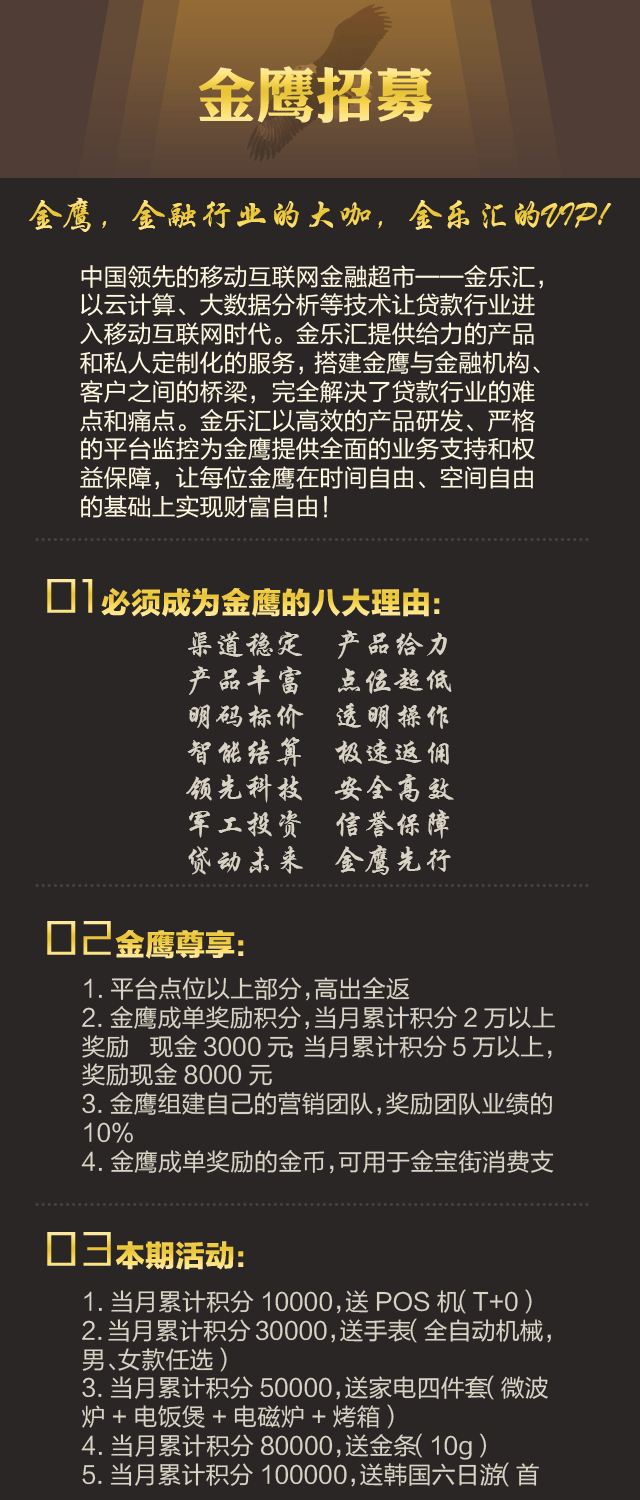 金鹰招募
金鹰，金融行业的大咖，金乐汇的VIP!
中国领先的移动互联网金融超市——金乐汇，
以云计算、大数据分析等技术让贷款行业进
入移动互联网时代。金乐汇提供给力的产品
和私人定制化的服务，搭建金鹰与金融机构、
客户之间的桥梁，完全解决了贷款行业的难
点和痛点。金乐汇以高效的产品研发、严格
的平台监控为金鹰提供全面的业务支持和权
益保障，让每位金鹰在时间自由、空间自由
的基础上实现财富自由！
01必须成为金鹰的八大理由:
渠道稳定 产品给力
产品丰富 点位超低
明码标价 透明操作
智能结算 极速返佣
领先科技 安全高效
军工投资 信誉保障
贷动未来 金鹰先行
02金鹰尊享:
1. 平台点位以上部分,高出全返
2. 金鹰成单奖励积分,当月累计积分 2 万以上
奖励 现金 3000 元; 当月累计积分 5 万以上,
奖励现金 8000 元
3. 金鹰组建自己的营销团队,奖励团队业绩的
10%
4. 金鹰成单奖励的金币,可用于金宝街消费支
03本期活动:
1. 当月累计积分 10000,送 POS 机( T+0 )
2. 当月累计积分 30000,送手表( 全自动机械,
男、女款任选 )
3. 当月累计积分 50000,送家电四件套( 微波
炉 + 电饭煲 + 电磁炉 + 烤箱 )
4. 当月累计积分 80000,送金条( 10g )
5. 当月累计积分 100000,送韩国六日游( 首